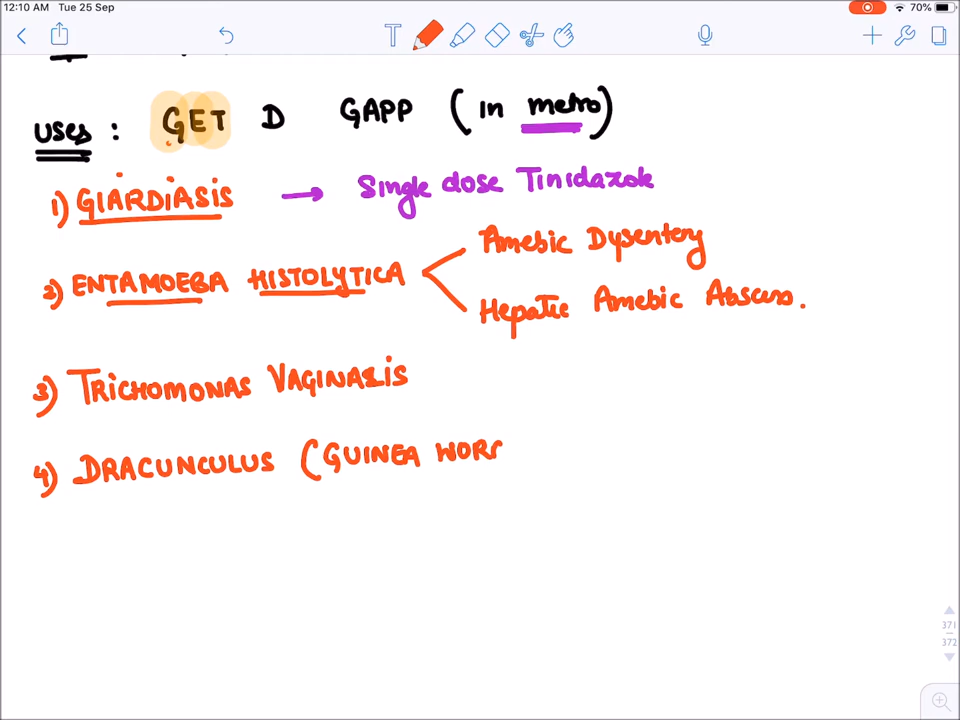 12:10 AM Tue 25 Sep 70%
USES : GET D GAPP (in metro)
1) GIARDIASIS → Single dose Tinidazole
2) ENTAMOEBA HISTOLYTICA
Amebic Dysentery
Hepatic Amebic Abscess.
3) TRICHOMONAS VAGINALIS
4) DRACUNCULUS (GUINEA WOR
371
372